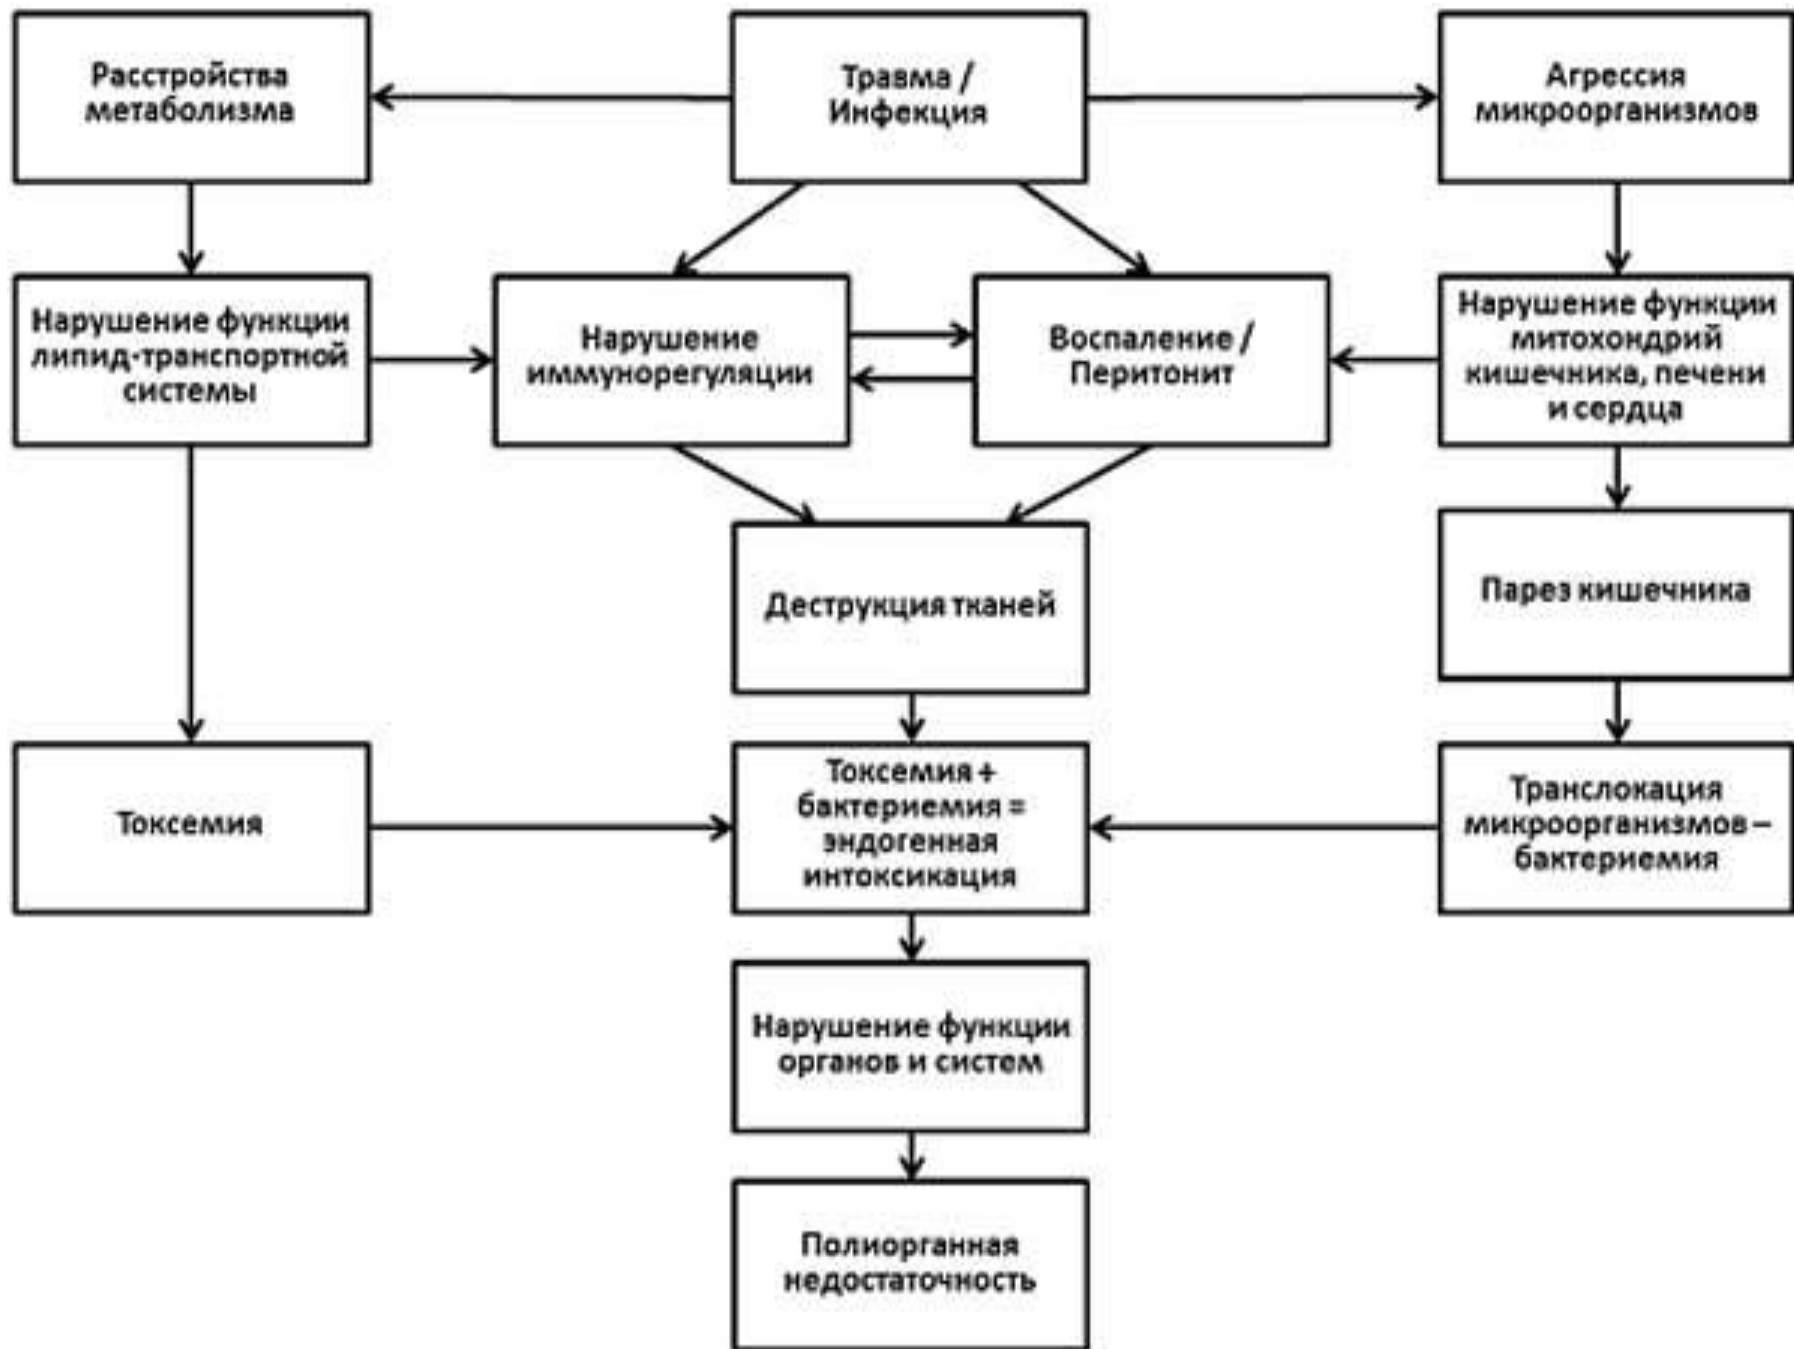 Расстройства
метаболизма
Травма /
Инфекция
Агрессия
микроорганизмов
Нарушение функции
липид-транспортной
системы
Нарушение
иммунорегуляции
Воспаление /
Перитонит
Нарушение функции
митохондрий
кишечника, печени
и сердца
Деструкция тканей
Парез кишечника
Токсемия
Токсемия +
бактериемия =
эндогенная
интоксикация
Транслокация
микроорганизмов –
бактериемия
Нарушение функции
органов и систем
Полиорганная
недостаточность